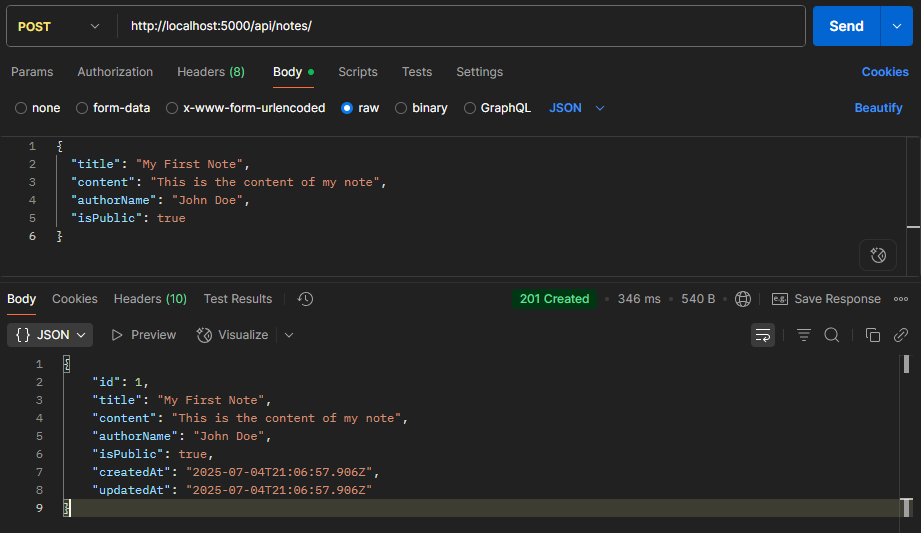 POST http://localhost:5000/api/notes/ Send
Params Authorization Headers (8) Body Scripts Tests Settings Cookies
none form-data x-www-form-urlencoded raw binary GraphQL JSON Beautify
1 {
2 "title": "My First Note",
3 "content": "This is the content of my note",
4 "authorName": "John Doe",
5 "isPublic": true
6 }
Body Cookies Headers (10) Test Results 201 Created • 346 ms • 540 B • e.g. Save Response
{} JSON Preview Visualize
1 {
2 "id": 1,
3 "title": "My First Note",
4 "content": "This is the content of my note",
5 "authorName": "John Doe",
6 "isPublic": true,
7 "createdAt": "2025-07-04T21:06:57.906Z",
8 "updatedAt": "2025-07-04T21:06:57.906Z"
9 }